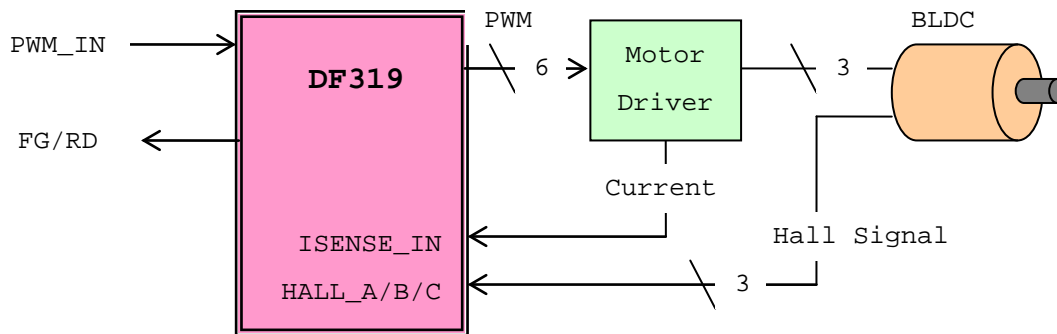 PWM
BLDC
PWM_IN
DF319
6
Motor
Driver
3
FG/RD
Current
ISENSE_IN
Hall Signal
HALL_A/B/C
3